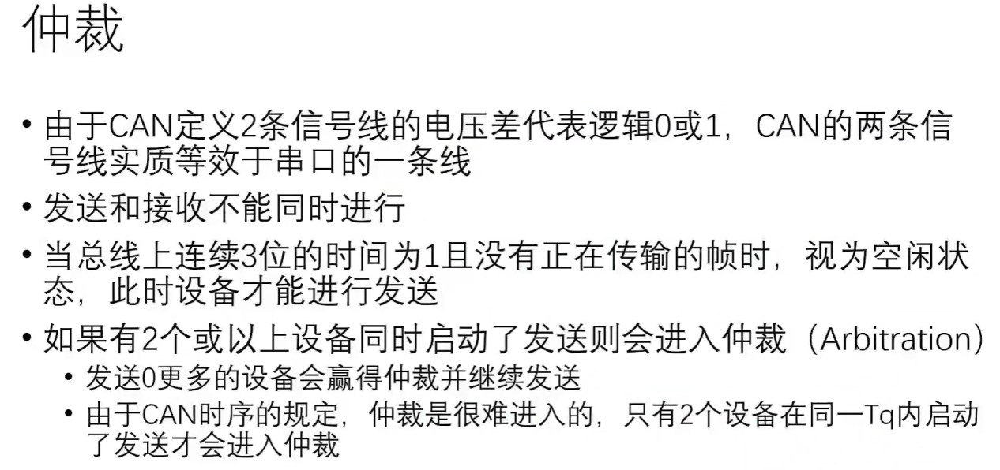 仲裁
• 由于CAN定义2条信号线的电压差代表逻辑0或1，CAN的两条信
号线实质等效于串口的一条线
• 发送和接收不能同时进行
• 当总线上连续3位的时间为1且没有正在传输的帧时，视为空闲状
态，此时设备才能进行发送
• 如果有2个或以上设备同时启动了发送则会进入仲裁（Arbitration）
• 发送0更多的设备会赢得仲裁并继续发送
• 由于CAN时序的规定，仲裁是很难进入的，只有2个设备在同一Tq内启动
了发送才会进入仲裁